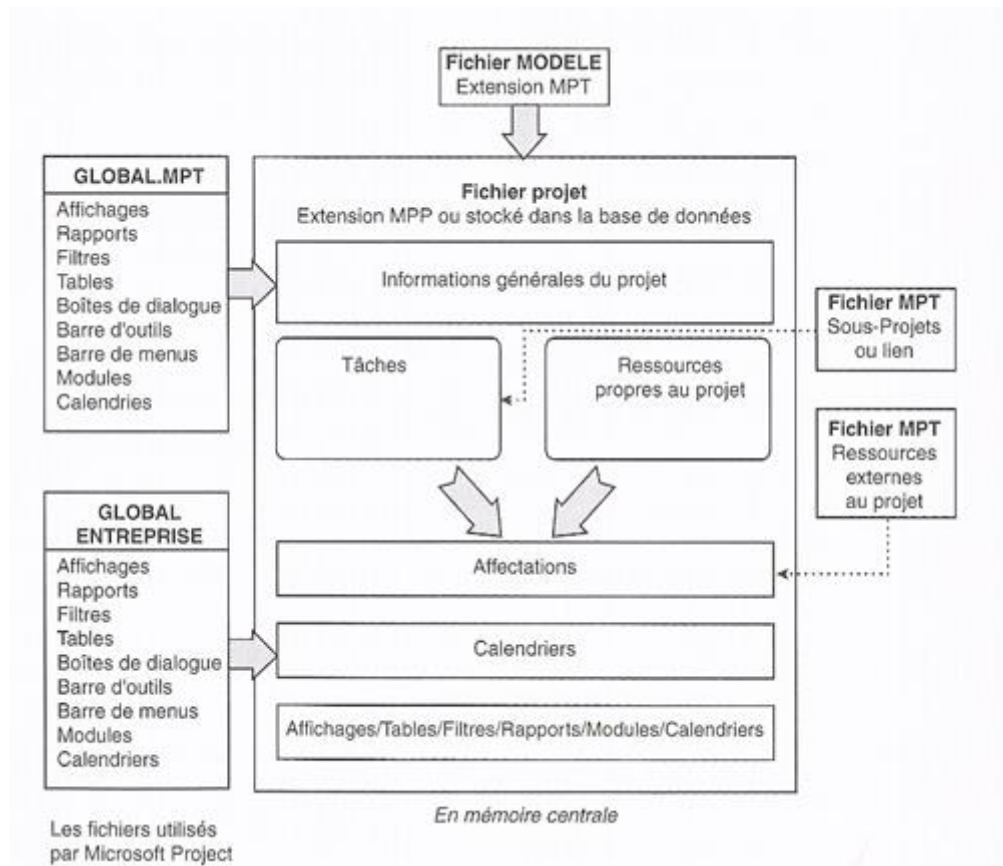 Fichier MODELE
Extension MPT
GLOBAL.MPT
Affichages
Rapports
Filtres
Tables
Boîtes de dialogue
Barre d'outils
Barre de menus
Modules
Calendries
GLOBAL
ENTREPRISE
Affichages
Rapports
Filtres
Tables
Boîtes de dialogue
Barre d'outils
Barre de menus
Modules
Calendriers
Fichier projet
Extension MPP ou stocké dans la base de données
Informations générales du projet
Tâches
Ressources
propres au projet
Affectations
Calendriers
Affichages/Tables/Filtres/Rapports/Modules/Calendriers
Fichier MPT
Sous-Projets
ou lien
Fichier MPT
Ressources
externes
au projet
En mémoire centrale
Les fichiers utilisés
par Microsoft Project